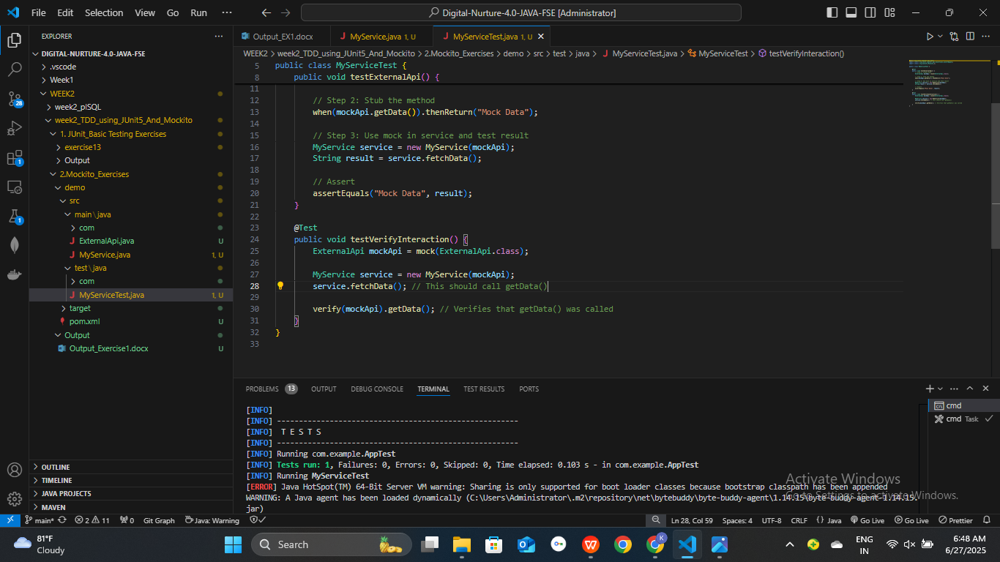 File Edit Selection View Go Run ··· Digital-Nurture-4.0-JAVA-FSE [Administrator]
EXPLORER
DIGITAL-NURTURE-4.0-JAVA-FSE
.vscode
Week1
WEEK2
week2_plSQL
week2_TDD_using_JUnit5_And_Mockito
1. JUnit_Basic Testing Exercises
exercise13
Output
2.Mockito_Exercises
demo
src
main\java
com
ExternalApi.java U
MyService.java 1, U
test\java
com
MyServiceTest.java 1, U
target
pom.xml U
Output
Output_Exercise1.docx U
OUTLINE
TIMELINE
JAVA PROJECTS
MAVEN
28
1
1
Output_EX1.docx MyService.java 1, U MyServiceTest.java 1, U
WEEK2 > week2_TDD_using_JUnit5_And_Mockito > 2.Mockito_Exercises > demo > src > test > java > MyServiceTest.java > MyServiceTest > testVerifyInteraction()
5 public class MyServiceTest {
8 public void testExternalApi() {
11
12 // Step 2: Stub the method
13 when(mockApi.getData()).thenReturn("Mock Data");
14
15 // Step 3: Use mock in service and test result
16 MyService service = new MyService(mockApi);
17 String result = service.fetchData();
18
19 // Assert
20 assertEquals("Mock Data", result);
21 }
22
23 @Test
24 public void testVerifyInteraction() {
25 ExternalApi mockApi = mock(ExternalApi.class);
26
27 MyService service = new MyService(mockApi);
28 service.fetchData(); // This should call getData()
29
30 verify(mockApi).getData(); // Verifies that getData() was called
31 }
32 }
33
PROBLEMS 13 OUTPUT DEBUG CONSOLE TERMINAL TEST RESULTS PORTS
cmd
cmd Task
[INFO]
[INFO] -------------------------------------------------------
[INFO]  T E S T S
[INFO] -------------------------------------------------------
[INFO] Running com.example.AppTest
[INFO] Tests run: 1, Failures: 0, Errors: 0, Skipped: 0, Time elapsed: 0.103 s - in com.example.AppTest
[INFO] Running MyServiceTest
[ERROR] Java HotSpot(TM) 64-Bit Server VM warning: Sharing is only supported for boot loader classes because bootstrap classpath has been appended
WARNING: A Java agent has been loaded dynamically (C:\Users\Administrator\.m2\repository\net\bytebuddy\byte-buddy-agent\1.14.15\byte-buddy-agent-1.14.15.
jar)
Activate Windows
Go to Settings to activate Windows.
main* 2 11 0 Git Graph Java: Warning Ln 28, Col 59 Spaces: 4 UTF-8 CRLF {} Java Go Live Go Live Prettier
81°F
Cloudy
Search
K
ENG
IN
6:48 AM
6/27/2025